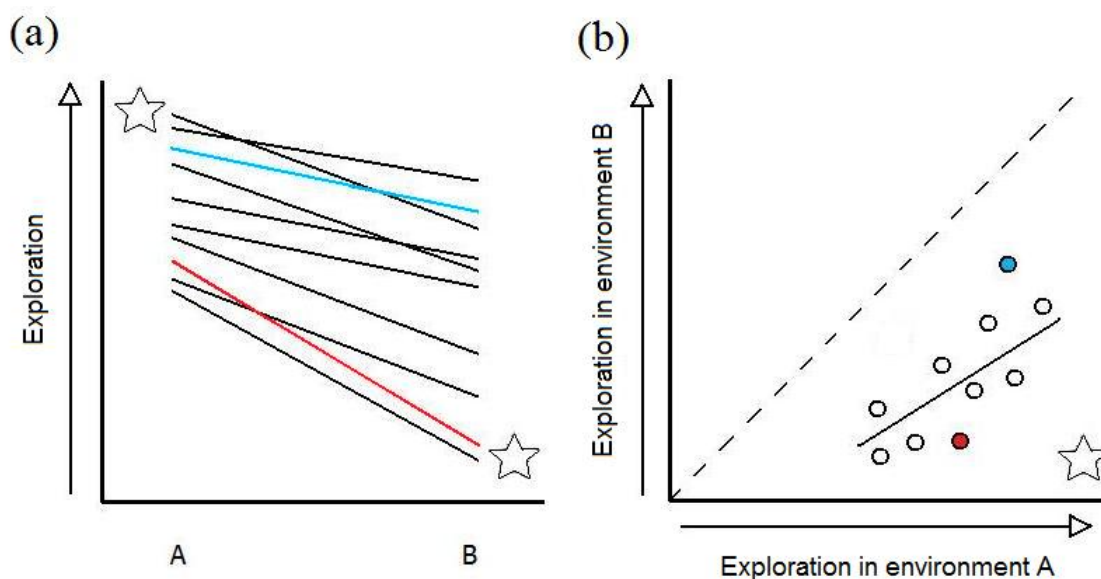 (a)
Exploration
A
B
(b)
Exploration in environment B
Exploration in environment A